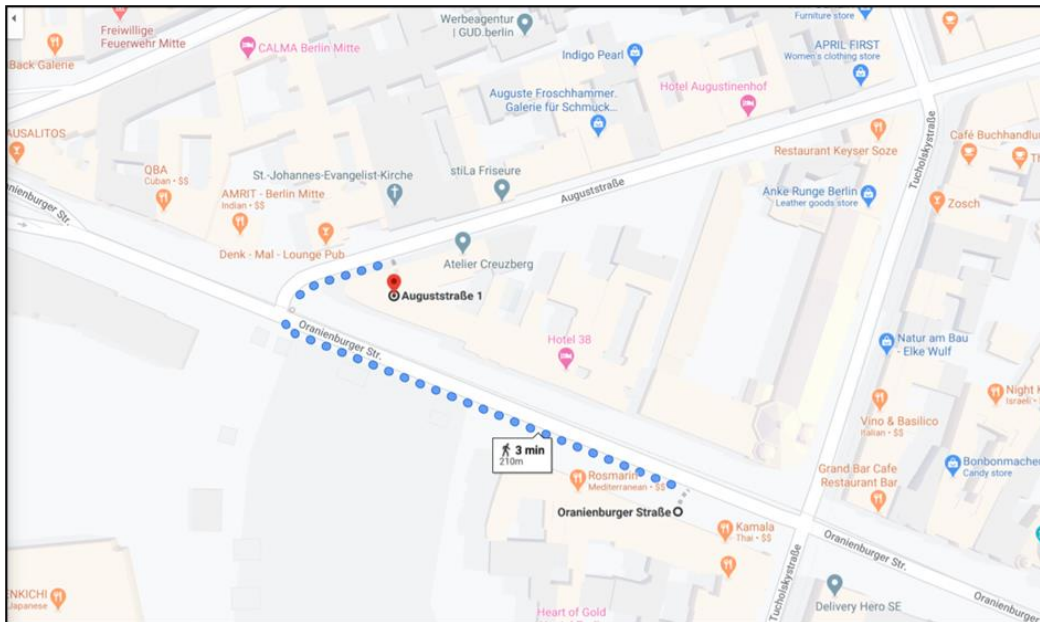 Freiwillige
Feuerwehr Mitte
Back Galerie
CALMA Berlin Mitte
Werbeagentur
| GUD.berlin
Indigo Pearl
Furniture store
APRIL FIRST
Women's clothing store
Hotel Augustinenhof
Auguste Froschhammer.
Galerie für Schmuck...
AUSALITOS
QBA
Cuban • $$
St.-Johannes-Evangelist-Kirche
stiLa Friseure
Auguststraße
Restaurant Keyser Soze
Tucholskystraße
Café Buchhandlun
Th
Oranienburger Str.
AMRIT - Berlin Mitte
Indian • $$
Anke Runge Berlin
Leather goods store
Zosch
Denk - Mal - Lounge Pub
Atelier Creuzberg
Auguststraße 1
Oranienburger Str.
Hotel 38
Natur am Bau
- Elke Wulf
Night K
Israeli •
Vino & Basilico
Italian • $$
3 min
210m
Rosmarin
Mediterranean • $$
Grand Bar Cafe
Restaurant Bar
Bonbonmacher
Candy store
Oranienburger Straße
Kamala
Thai • $$
Tucholskystraße
Oranienburger Str.
Oranienburger
ENKICHI
Japanese
Delivery Hero SE
Heart of Gold